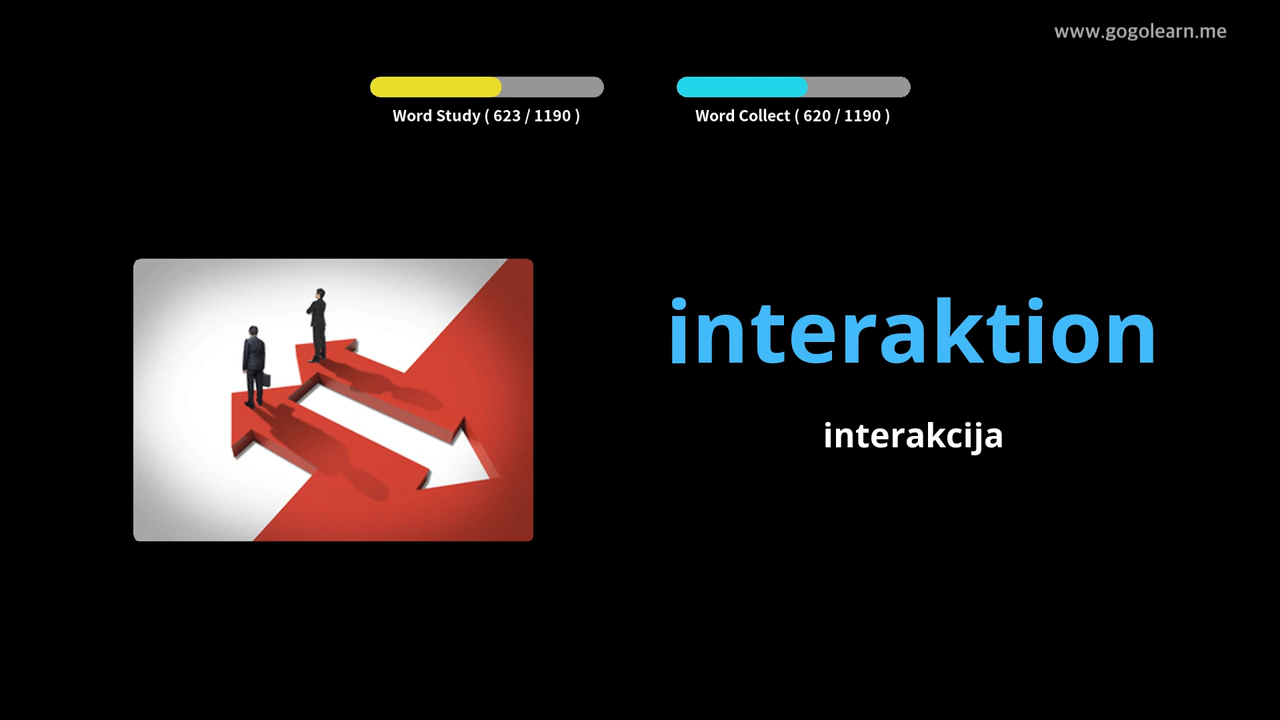 www.gogolearn.me
Word Study ( 623 / 1190 )
Word Collect ( 620 / 1190 )
interaktion
interakcija